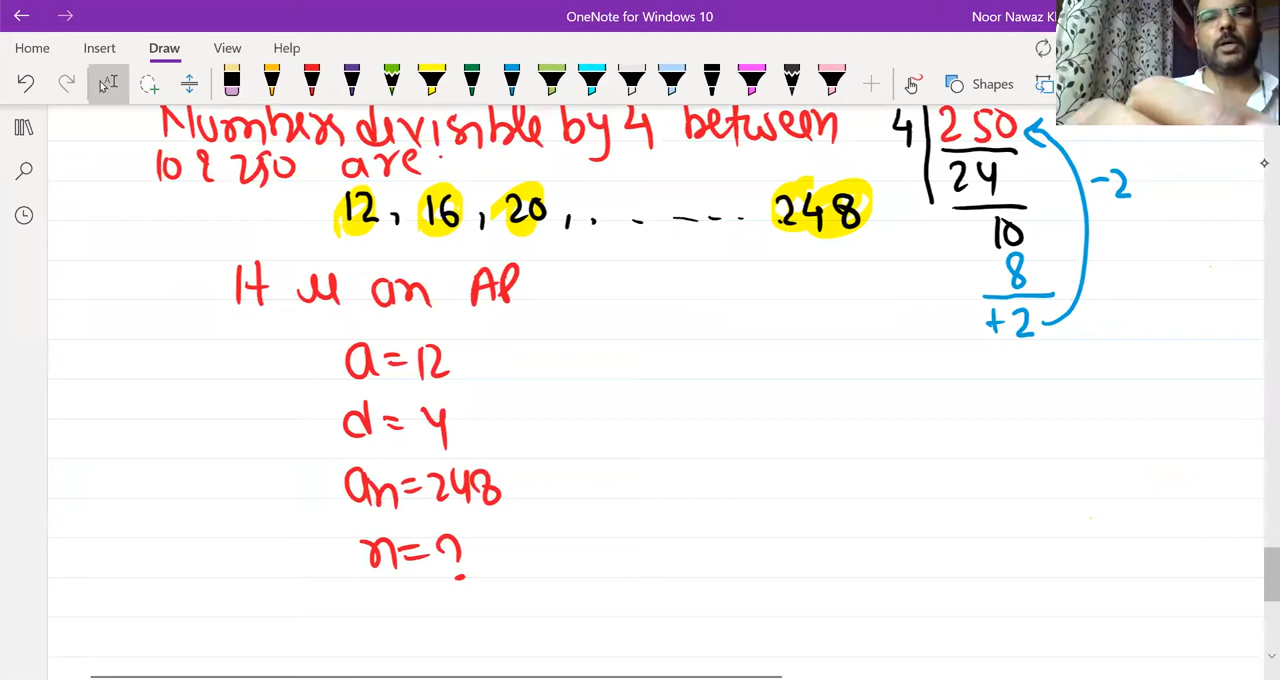 OneNote for Windows 10
Noor Nawaz Kh
Home Insert Draw View Help
Shapes
Numbers divisible by 4 between
10 & 250 are
12, 16, 20, . . - - - . . 248
It is an AP
a=12
d=4
an=248
n=?
4 250
24
10
8
+2
-2